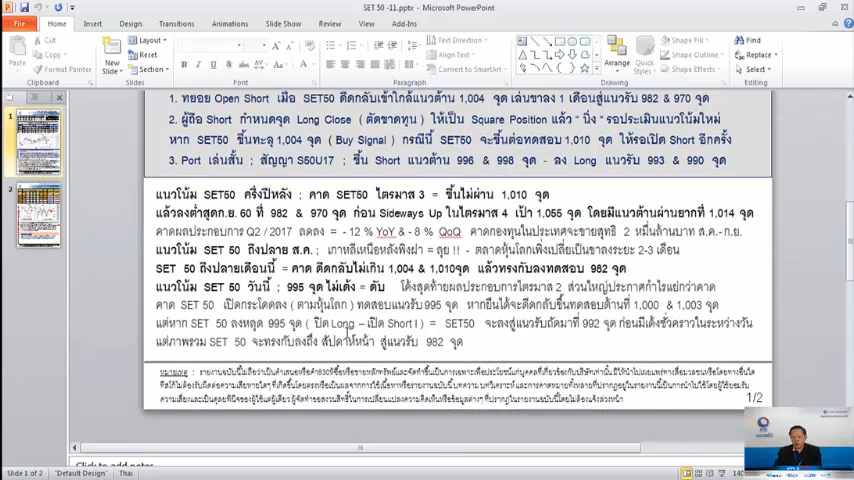 SET 50 -11.pptx - Microsoft PowerPoint
File Home Insert Design Transitions Animations Slide Show Review View Add-Ins
Cut
Copy
Format Painter
Paste
Clipboard
New Slide
Layout
Reset
Section
Slides
Font
Paragraph
Text Direction
Align Text
Convert to SmartArt
Arrange
Quick Styles
Shape Fill
Shape Outline
Shape Effects
Drawing
Find
Replace
Select
Editing
1
2
1. ทยอย Open Short เมื่อ SET50 ดีดกลับเข้าใกล้แนวต้าน 1,004 จุด เล่นขาลง 1 เดือนสู่แนวรับ 982 & 970 จุด
2. ผู้ถือ Short กำหนดจุด Long Close ( ตัดขาดทุน ) ให้เป็น Square Position แล้ว " นิ่ง " รอประเมินแนวโน้มใหม่
หาก SET50 ขึ้นทะลุ 1,004 จุด ( Buy Signal ) กรณีนี้ SET50 จะขึ้นต่อทดสอบ 1,010 จุด ให้รอเปิด Short อีกครั้ง
3. Port เล่นสั้น ; สัญญา S50U17 ; ขึ้น Short แนวต้าน 996 & 998 จุด - ลง Long แนวรับ 993 & 990 จุด
แนวโน้ม SET50 ครึ่งปีหลัง ; คาด SET50 ไตรมาส 3 = ขึ้นไม่ผ่าน 1,010 จุด
แล้วลงต่ำสุดก.ย. 60 ที่ 982 & 970 จุด ก่อน Sideways Up ในไตรมาส 4 เป้า 1,055 จุด โดยมีแนวต้านผ่านยากที่ 1,014 จุด
คาดผลประกอบการ Q2 / 2017 ลดลง = - 12 % YoY & - 8 % QoQ คาดกองทุนในประเทศจะขายสุทธิ 2 หมื่นล้านบาท ส.ค.- ก.ย.
แนวโน้ม SET 50 ถึงปลาย ส.ค. ; เกาหลีเหนือหลังพิงฝา = ลุย !! - ตลาดหุ้นโลกเพิ่งเปลี่ยนเป็นขาลงระยะ 2-3 เดือน
SET 50 ถึงปลายเดือนนี้ = คาด ดีดกลับไม่เกิน 1,004 & 1,010จุด แล้วทรงกับลงทดสอบ 982 จุด
แนวโน้ม SET50 วันนี้ ; 995 จุด ไม่เด้ง = ดับ โค้งสุดท้ายผลประกอบการไตรมาส 2 ส่วนใหญ่ประกาศกำไรแย่กว่าคาด
คาด SET 50 เปิดกระโดดลง ( ตามหุ้นโลก ) ทดสอบแนวรับ 995 จุด หากยืนได้จะดีดกลับขึ้นทดสอบต้านที่ 1,000 & 1,003 จุด
แต่หาก SET 50 ลงหลุด 995 จุด ( ปิด Long – เปิด Short ! ) = SET50 จะลงสู่แนวรับถัดมาที่ 992 จุด ก่อนมีเด้งชั่วคราวในระหว่างวัน
แต่ภาพรวม SET 50 จะทรงกับลงถึง สัปดาห์หน้า สู่แนวรับ 982 จุด
1/2
Click to add notes
Slide 1 of 2 "Default Design" Thai